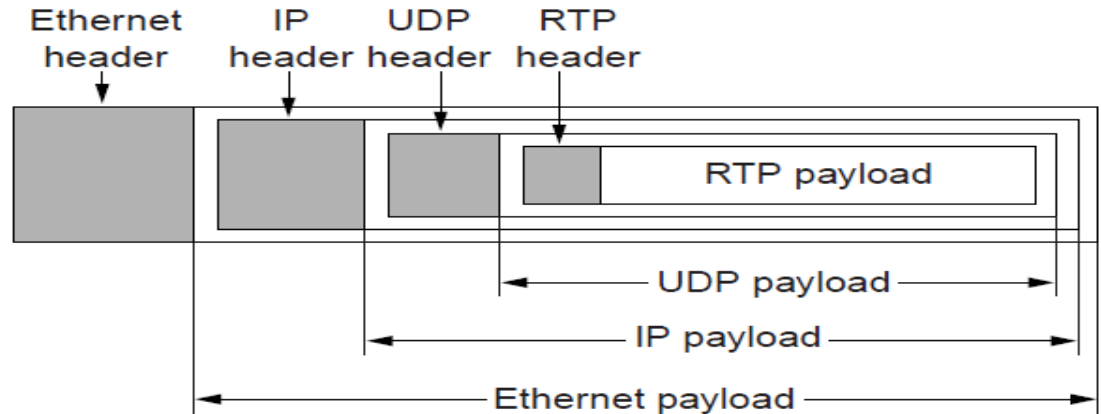 Ethernet header
IP header
UDP header
RTP header
RTP payload
UDP payload
IP payload
Ethernet payload